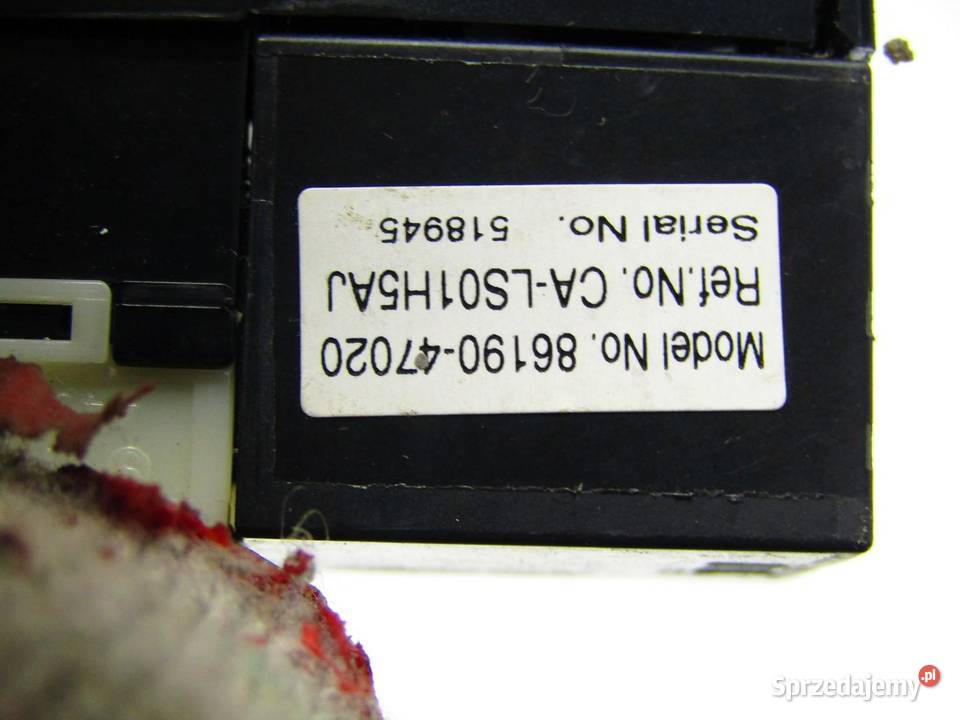 Model No. 86190-47020
Ref.No. CA-LS01H5AJ
Serial No. 518945
Sprzedajemy.pl